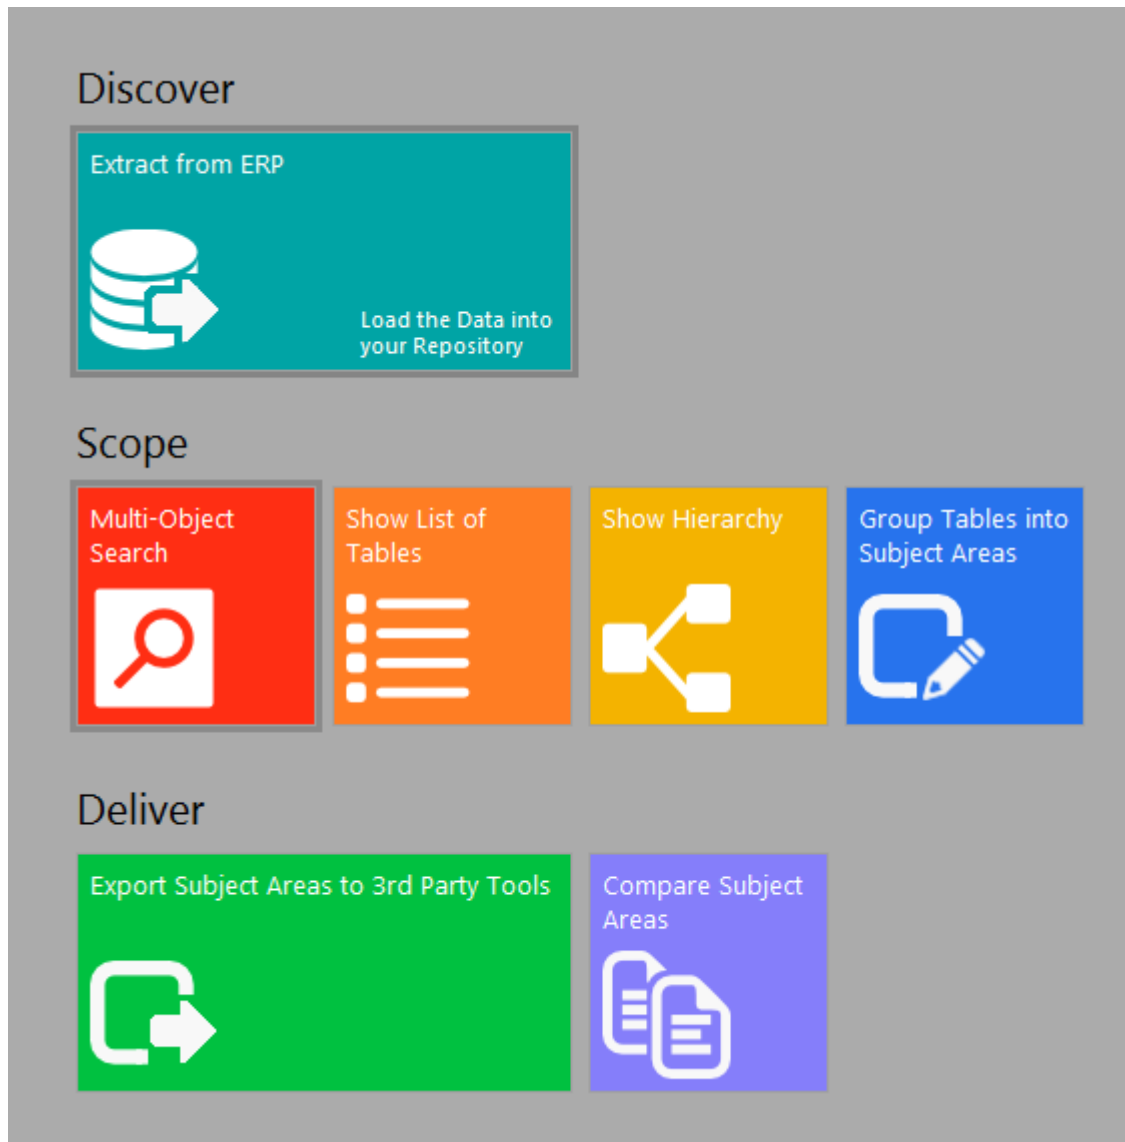 Discover
Extract from ERP
Load the Data into
your Repository
Scope
Multi-Object
Search
Show List of
Tables
Show Hierarchy
Group Tables into
Subject Areas
Deliver
Export Subject Areas to 3rd Party Tools
Compare Subject
Areas